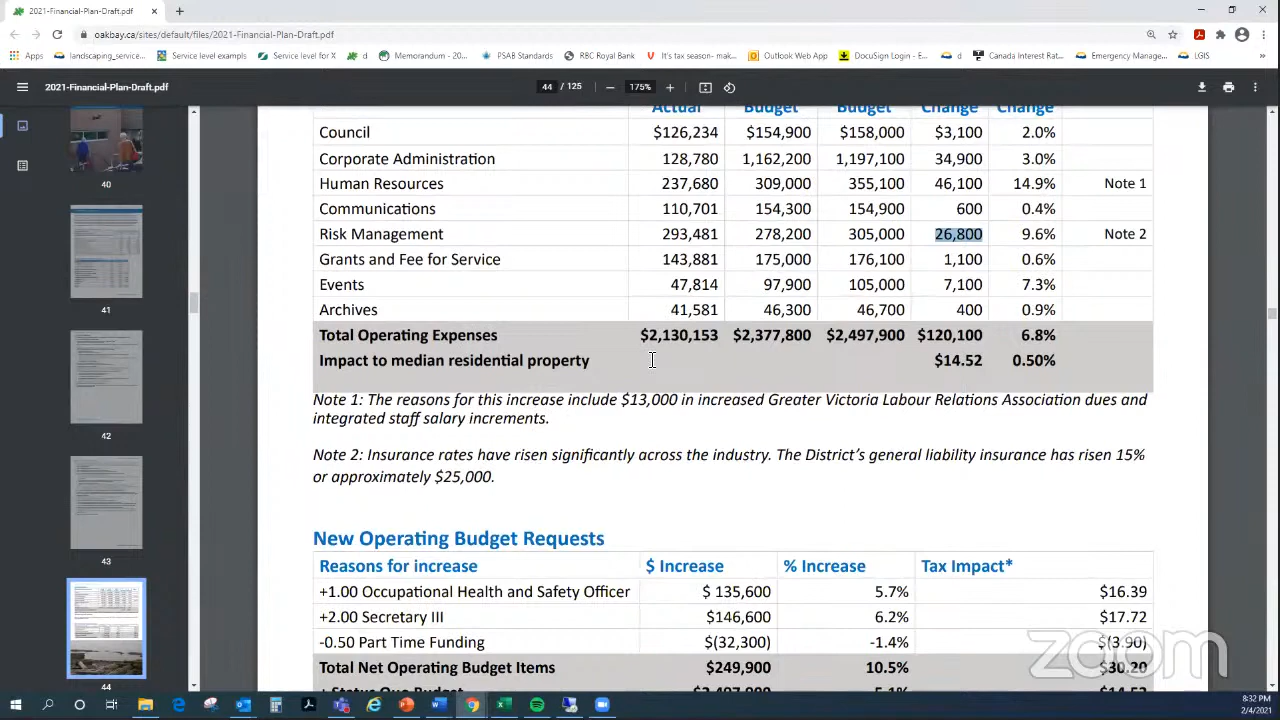 2021-Financial-Plan-Draft.pdf
oakbay.ca/sites/default/files/2021-Financial-Plan-Draft.pdf
Apps landscaping_service... Service level examples Service level for X d Memorandum - 20... PSAB Standards RBC Royal Bank It's tax season- mak... Outlook Web App DocuSign Login - E... d Canada Interest Rat... Emergency Manage... LGIS
2021-Financial-Plan-Draft.pdf 44 / 125 175%
Actual Budget Budget Change Change
Council $126,234 $154,900 $158,000 $3,100 2.0%
Corporate Administration 128,780 1,162,200 1,197,100 34,900 3.0%
Human Resources 237,680 309,000 355,100 46,100 14.9% Note 1
Communications 110,701 154,300 154,900 600 0.4%
Risk Management 293,481 278,200 305,000 26,800 9.6% Note 2
Grants and Fee for Service 143,881 175,000 176,100 1,100 0.6%
Events 47,814 97,900 105,000 7,100 7.3%
Archives 41,581 46,300 46,700 400 0.9%
Total Operating Expenses $2,130,153 $2,377,800 $2,497,900 $120,100 6.8%
Impact to median residential property $14.52 0.50%
Note 1: The reasons for this increase include $13,000 in increased Greater Victoria Labour Relations Association dues and
integrated staff salary increments.
Note 2: Insurance rates have risen significantly across the industry. The District's general liability insurance has risen 15%
or approximately $25,000.
New Operating Budget Requests
Reasons for increase $ Increase % Increase Tax Impact*
+1.00 Occupational Health and Safety Officer $ 135,600 5.7% $16.39
+2.00 Secretary III $146,600 6.2% $17.72
-0.50 Part Time Funding $(32,300) -1.4% $(3.90)
Total Net Operating Budget Items $249,900 10.5% $30.20
+ Status Quo Budget $2,497,900 5.1% $14.52
40
41
42
43
44
zoom
8:32 PM
2/4/2021